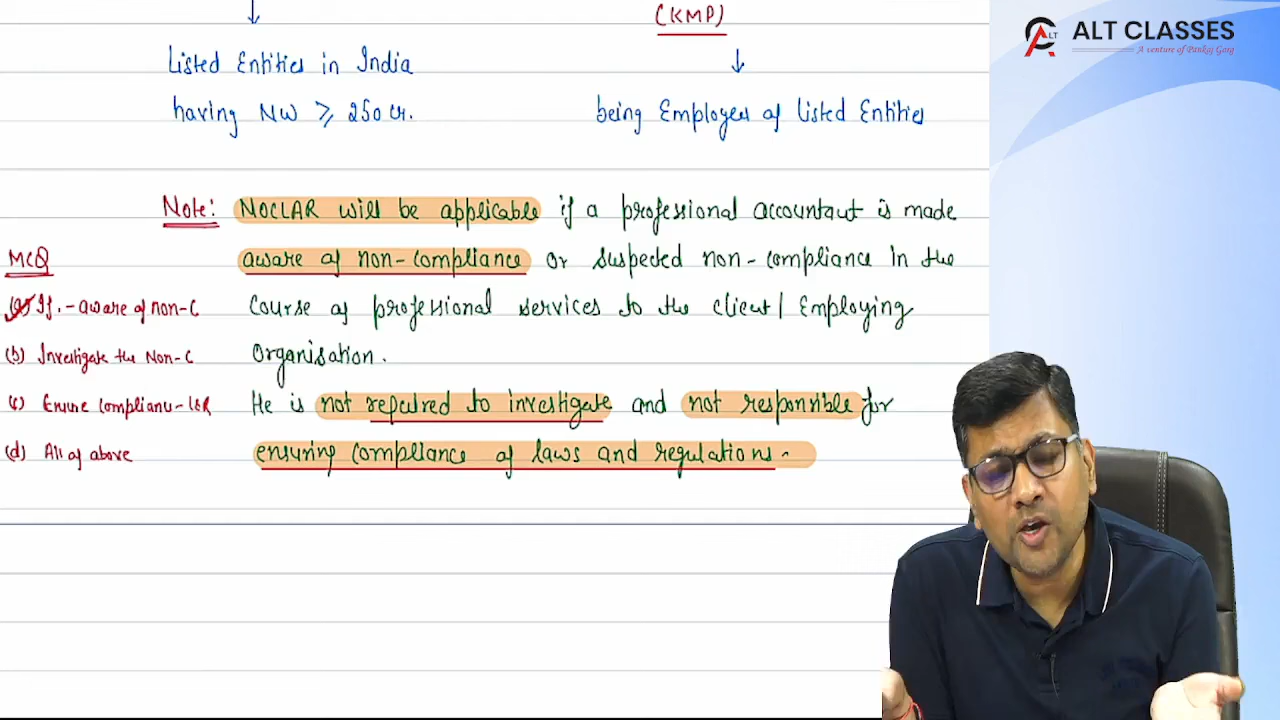 (KMP)
ALT CLASSES
A venture of Pankaj Garg
ALT
Listed Entities in India
having NW ⩾ 250 cr.
being Employees of Listed Entities
Note: NOCLAR will be applicable if a professional accountant is made
MCQ
aware of non-compliance or suspected non-compliance in the
(a) If.-aware of non-C
course of professional services to the client / Employing
(b) Investigate the Non-C
Organisation.
(c) Ensure compliance-L&R
He is not required to investigate and not responsible for
(d) All of above
ensuring compliance of laws and regulations.